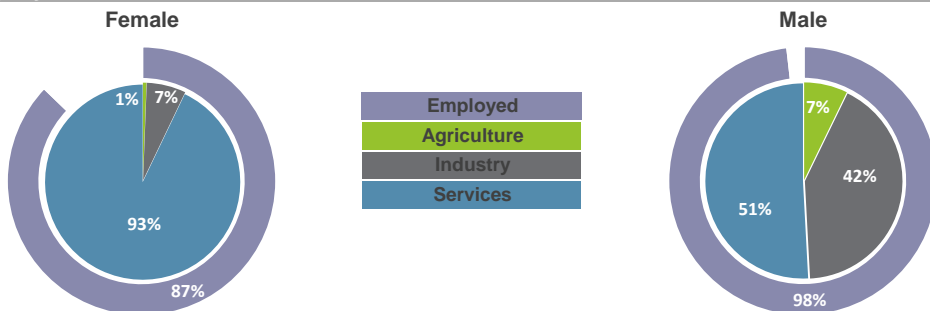 Female
Male
1%
7%
93%
87%
Employed
Agriculture
Industry
Services
7%
42%
51%
98%